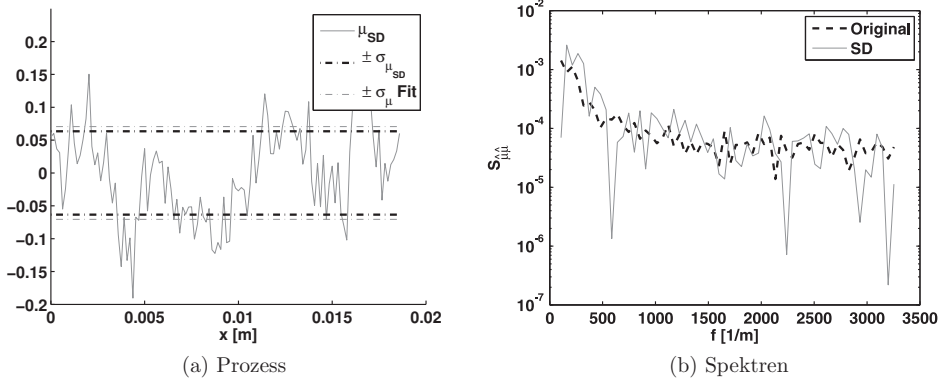 0.2
0.15
0.1
0.05
0
−0.05
−0.1
−0.15
−0.2
0
0.005
0.01
0.015
0.02
x [m]
μSD
± σμSD
± σμ Fit
(a) Prozess
10−2
10−3
10−4
10−5
10−6
10−7
Sμ̂μ̂
0
500
1000
1500
2000
2500
3000
3500
f [1/m]
Original
SD
(b) Spektren